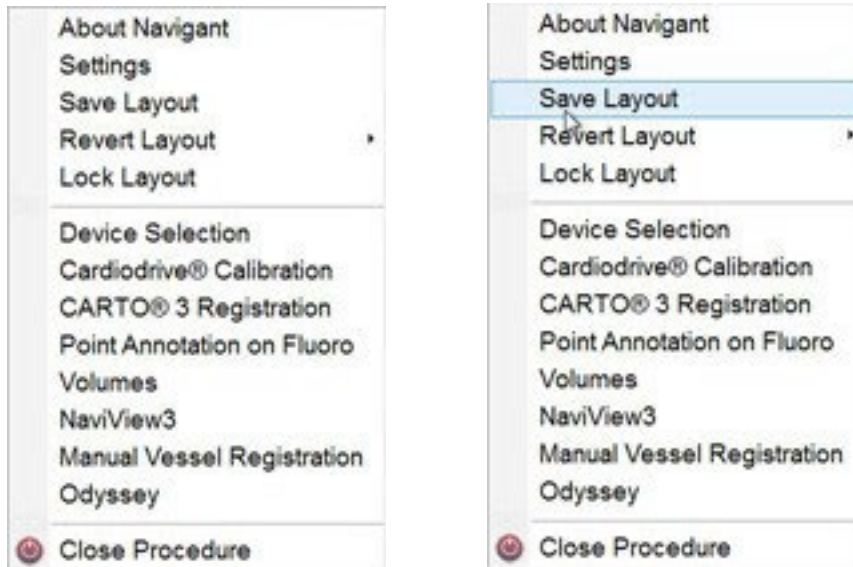 About Navigant
Settings
Save Layout
Revert Layout
Lock Layout
Device Selection
Cardiodrive® Calibration
CARTO® 3 Registration
Point Annotation on Fluoro
Volumes
NaviView3
Manual Vessel Registration
Odyssey
Close Procedure
About Navigant
Settings
Save Layout
Revert Layout
Lock Layout
Device Selection
Cardiodrive® Calibration
CARTO® 3 Registration
Point Annotation on Fluoro
Volumes
NaviView3
Manual Vessel Registration
Odyssey
Close Procedure